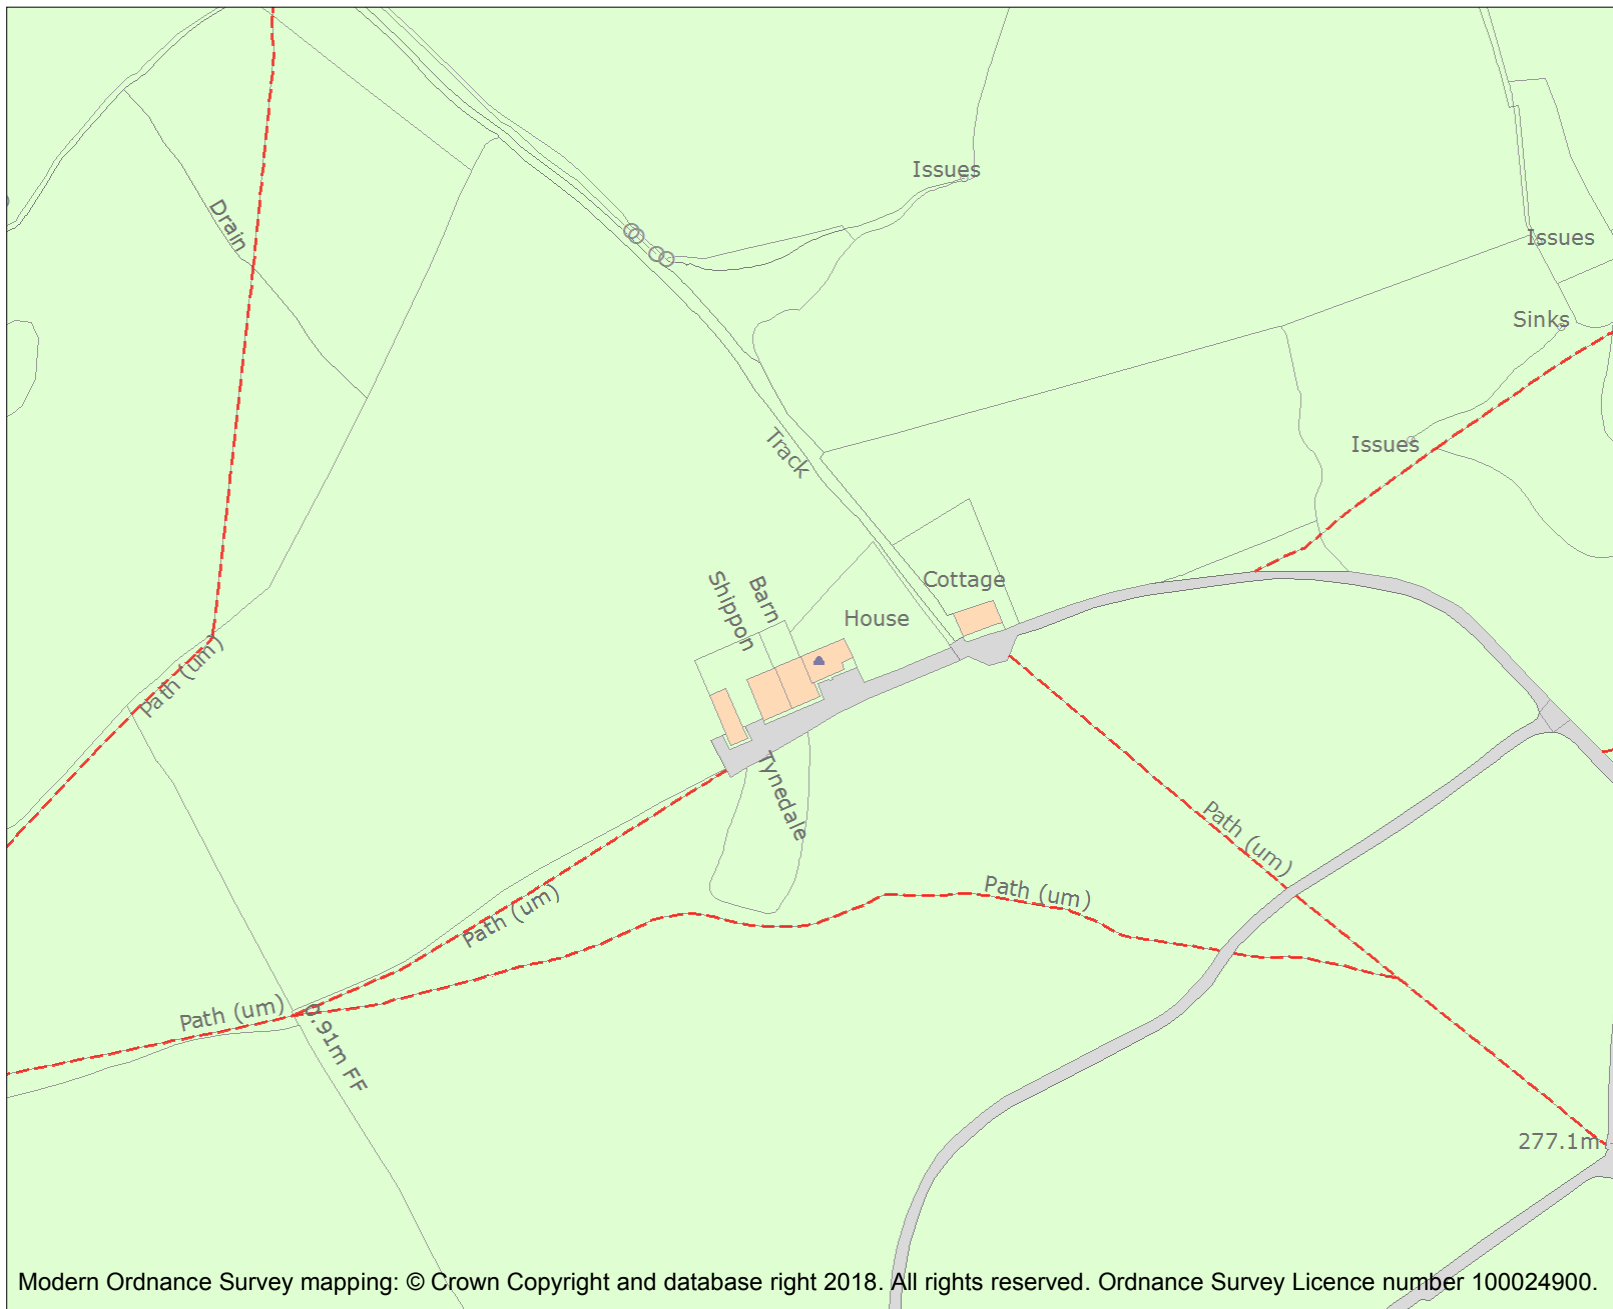 Issues
Drain
Issues
Sinks
Track
Issues
Cottage
Barn
Shippon
House
Path (um)
Tynedale
Path (um)
Path (um)
Path (um)
Path (um)
0.91m FF
277.1m
Modern Ordnance Survey mapping: © Crown Copyright and database right 2018. All rights reserved. Ordnance Survey Licence number 100024900.